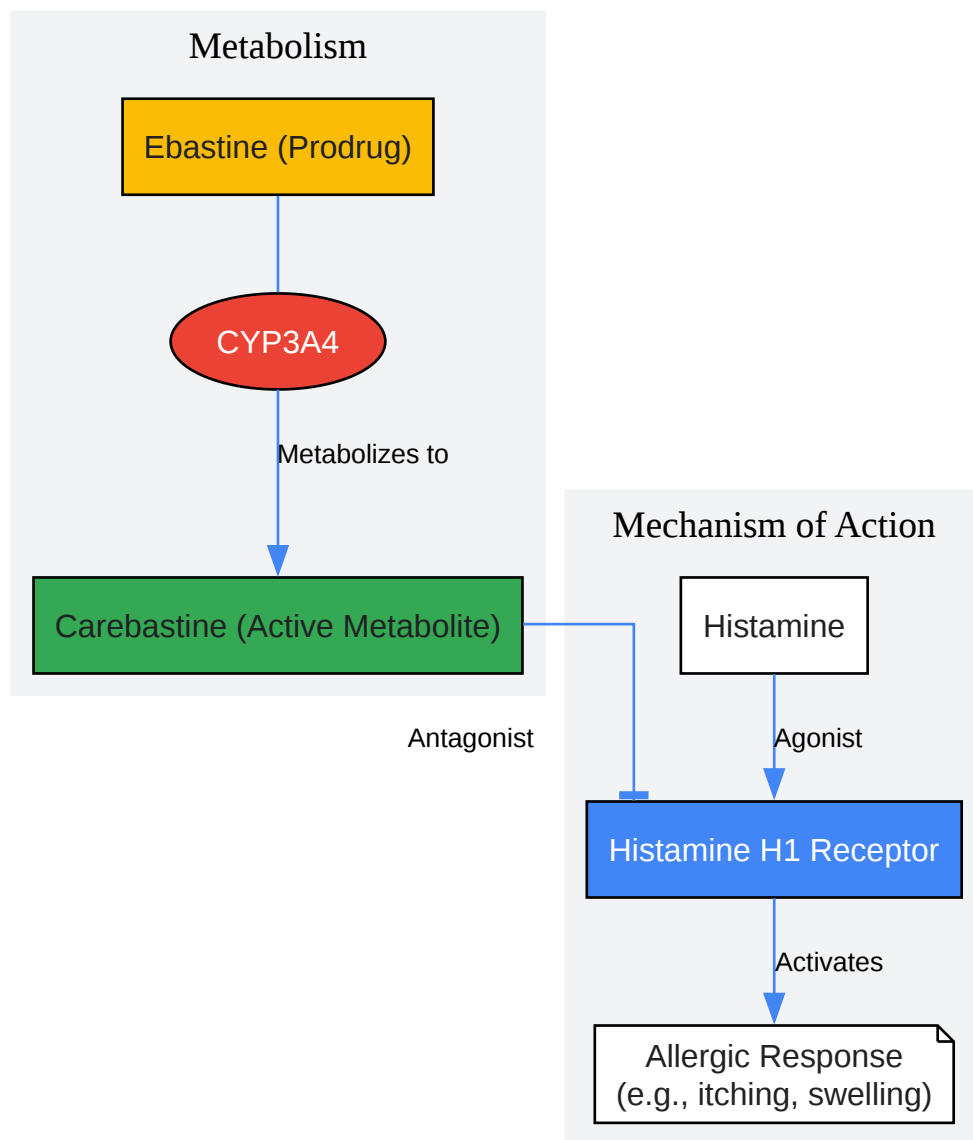 Metabolism
Ebastine (Prodrug)
CYP3A4
Metabolizes to
Carebastine (Active Metabolite)
Antagonist
Mechanism of Action
Histamine
Agonist
Histamine H1 Receptor
Activates
Allergic Response
(e.g., itching, swelling)